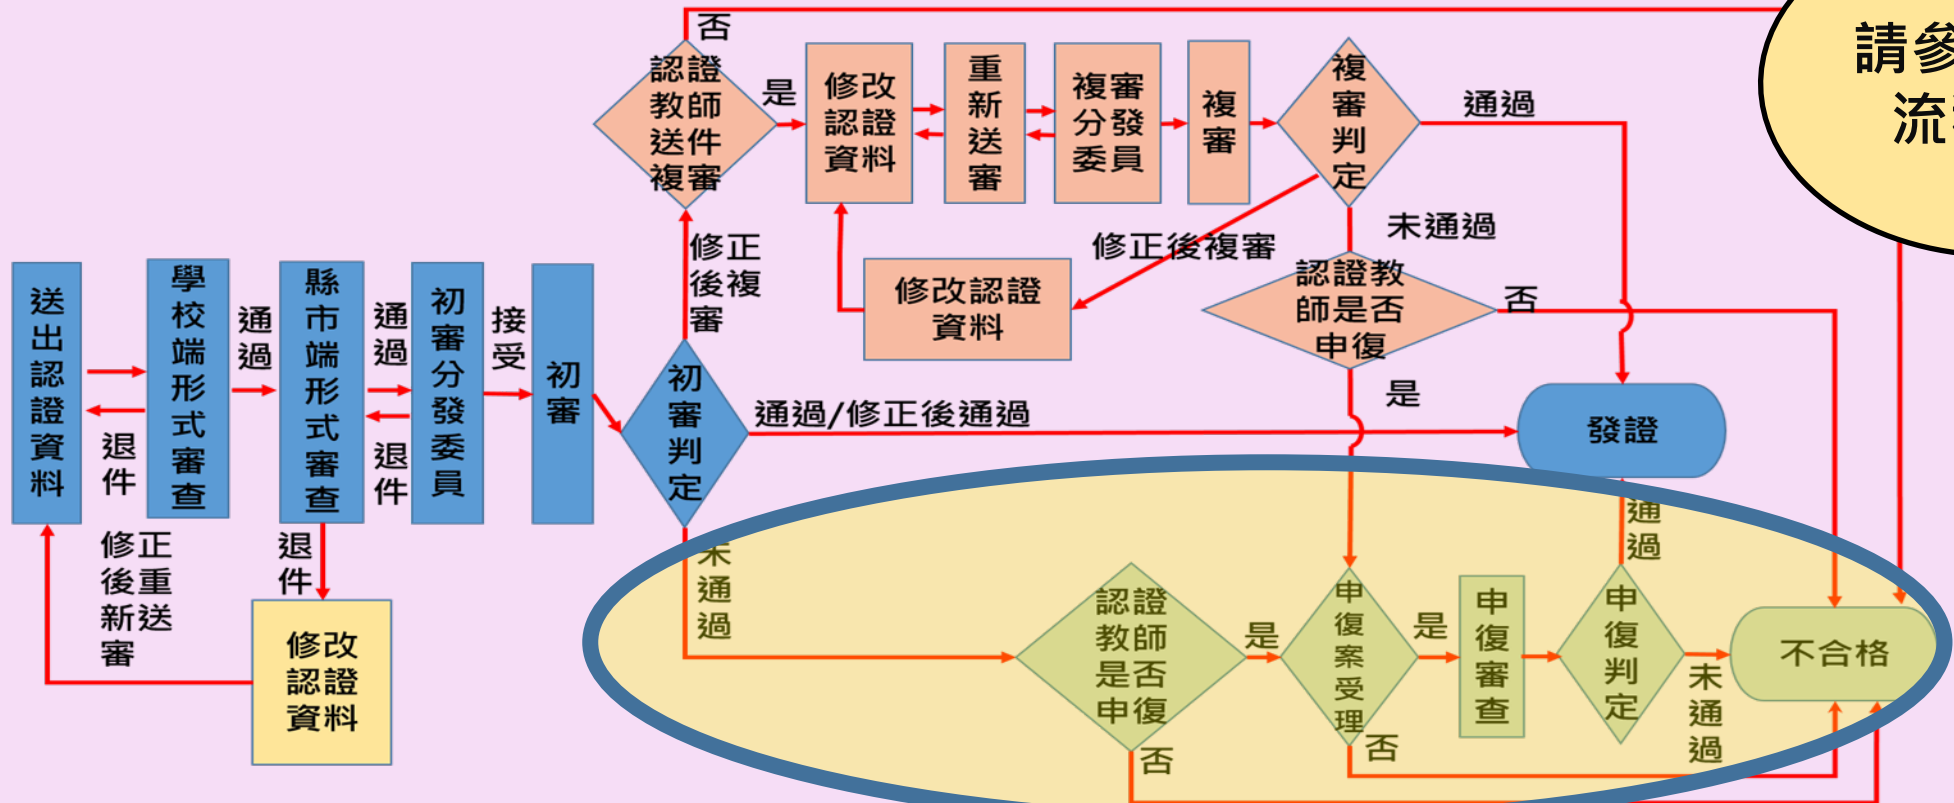 否
請參
流
認證
教師
送件
複審
是
修改
認證
資料
重
新
送
審
複審
分發
委員
複
審
複
審
判
定
通過
修正
後複
審
修正後複審
未通過
修改認證
資料
認證教
師是否
申復
否
是
送
出
認
證
資
料
退
件
學
校
端
形
式
審
查
通
過
縣
市
端
形
式
審
查
通
過
退
件
初
審
分
發
委
員
接
受
初
審
初
審
判
定
通過/修正後通過
發證
修正
後重
新送
審
退
件
修改
認證
資料
未
通
過
認證
教師
是否
申復
是
否
申
復
案
受
理
是
否
申
復
審
查
申
復
判
定
通
過
未
通
過
不合格